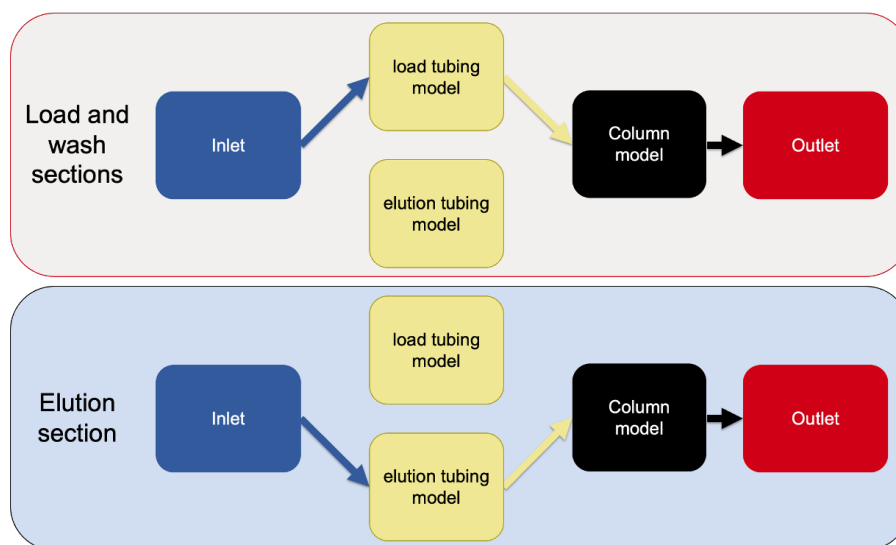 Load and
wash
sections
Inlet
load tubing
model
elution tubing
model
Column
model
Outlet
Elution
section
Inlet
load tubing
model
elution tubing
model
Column
model
Outlet